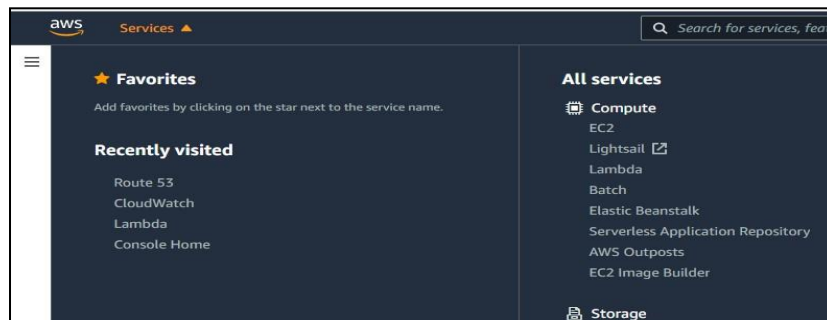 aws
Services
Search for services, fea
Favorites
Add favorites by clicking on the star next to the service name.
Recently visited
Route 53
CloudWatch
Lambda
Console Home
All services
Compute
EC2
Lightsail
Lambda
Batch
Elastic Beanstalk
Serverless Application Repository
AWS Outposts
EC2 Image Builder
Storage